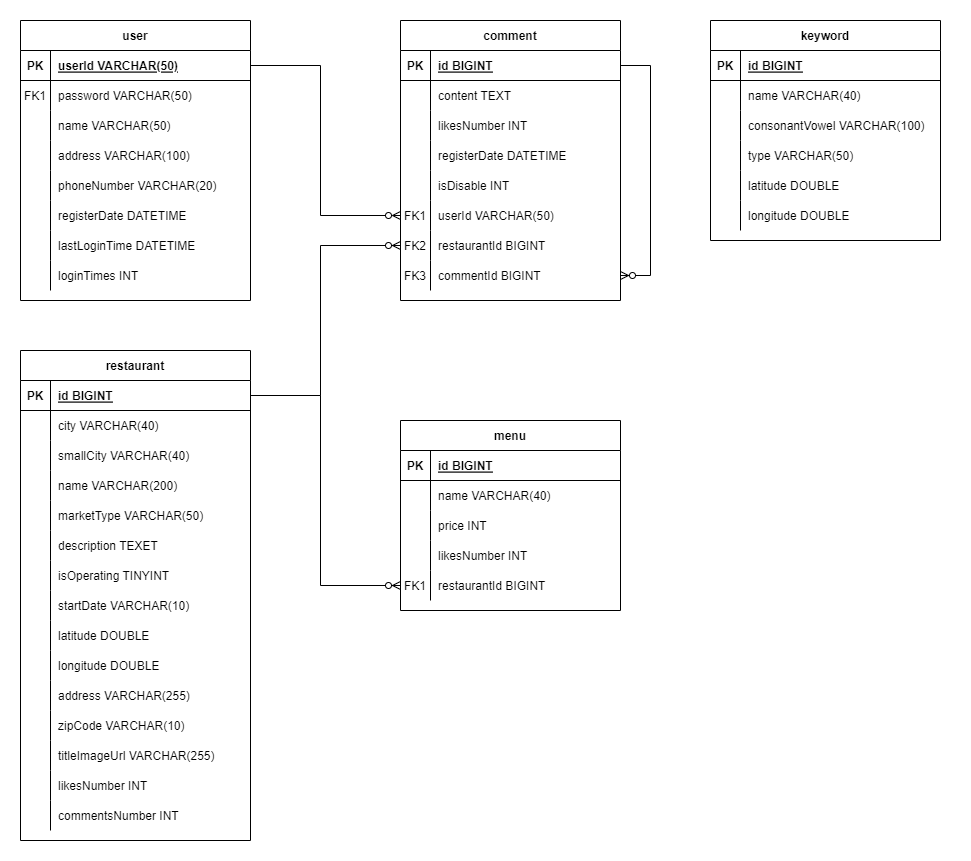 user
PK userId VARCHAR(50)
FK1 password VARCHAR(50)
name VARCHAR(50)
address VARCHAR(100)
phoneNumber VARCHAR(20)
registerDate DATETIME
lastLoginTime DATETIME
loginTimes INT
comment
PK id BIGINT
content TEXT
likesNumber INT
registerDate DATETIME
isDisable INT
FK1 userId VARCHAR(50)
FK2 restaurantId BIGINT
FK3 commentId BIGINT
keyword
PK id BIGINT
name VARCHAR(40)
consonantVowel VARCHAR(100)
type VARCHAR(50)
latitude DOUBLE
longitude DOUBLE
restaurant
PK id BIGINT
city VARCHAR(40)
smallCity VARCHAR(40)
name VARCHAR(200)
marketType VARCHAR(50)
description TEXET
isOperating TINYINT
startDate VARCHAR(10)
latitude DOUBLE
longitude DOUBLE
address VARCHAR(255)
zipCode VARCHAR(10)
titleImageUrl VARCHAR(255)
likesNumber INT
commentsNumber INT
menu
PK id BIGINT
name VARCHAR(40)
price INT
likesNumber INT
FK1 restaurantId BIGINT